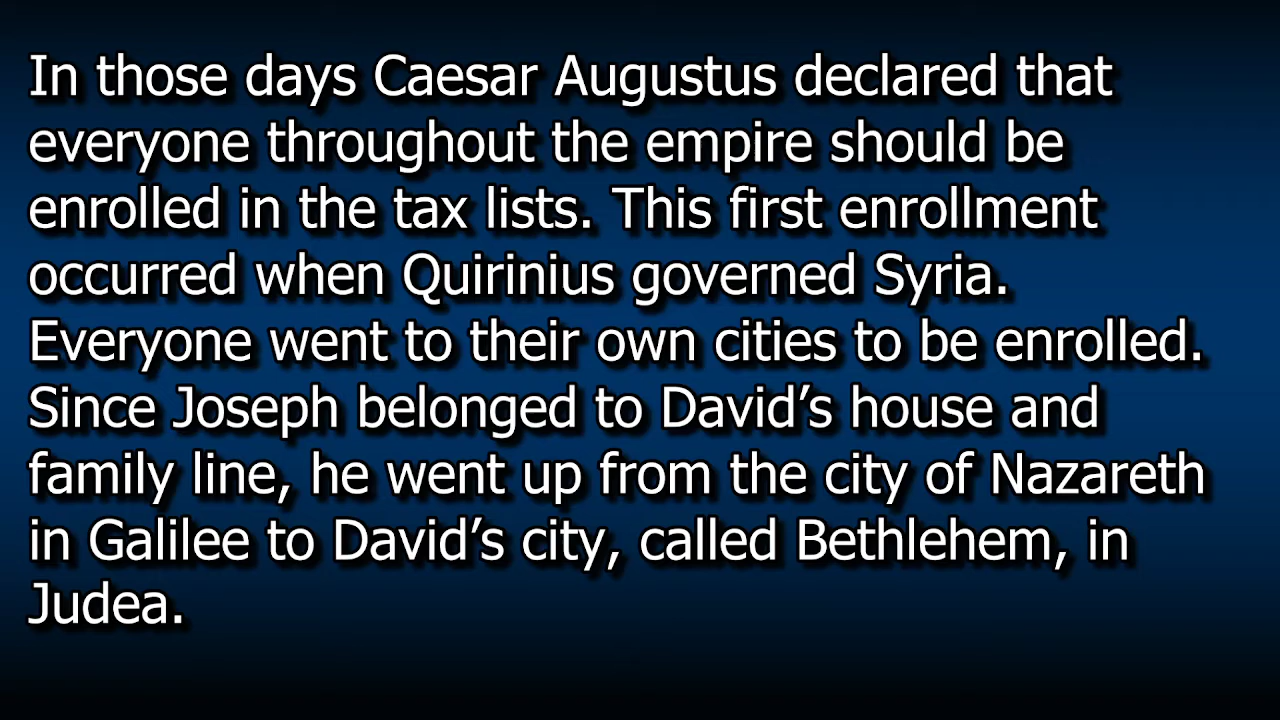 In those days Caesar Augustus declared that
everyone throughout the empire should be
enrolled in the tax lists. This first enrollment
occurred when Quirinius governed Syria.
Everyone went to their own cities to be enrolled.
Since Joseph belonged to David’s house and
family line, he went up from the city of Nazareth
in Galilee to David’s city, called Bethlehem, in
Judea.